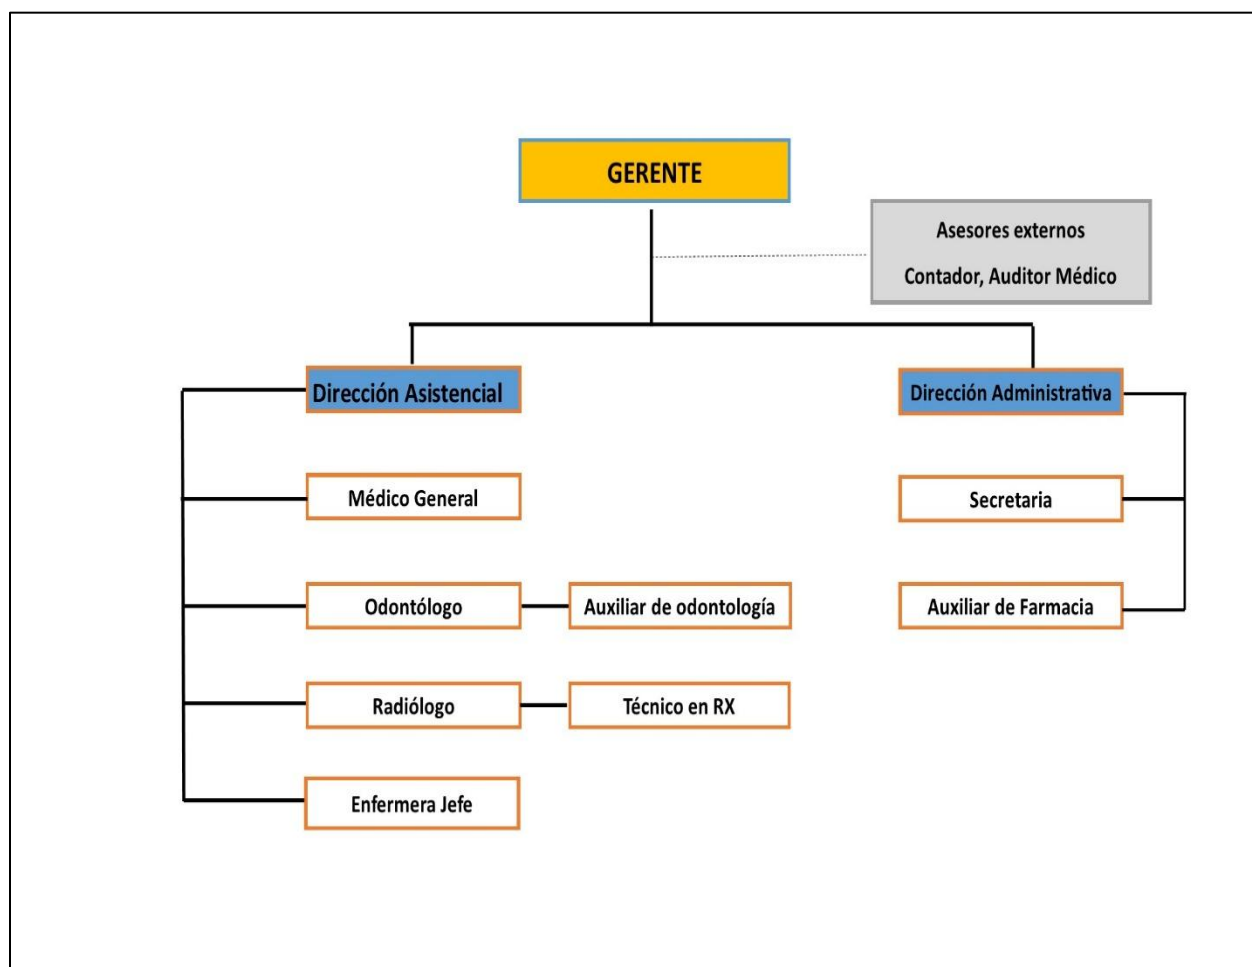 GERENTE
Asesores externos
Contador, Auditor Médico
Dirección Asistencial
Dirección Administrativa
Médico General
Secretaria
Odontólogo
Auxiliar de odontología
Auxiliar de Farmacia
Radiólogo
Técnico en RX
Enfermera Jefe